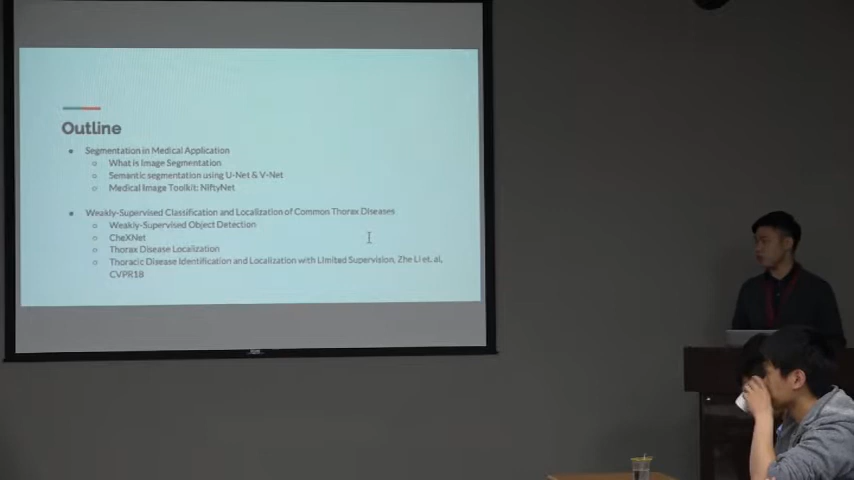 Outline
Segmentation in Medical Application
What is Image Segmentation
Semantic segmentation using U-Net & V-Net
Medical Image Toolkit: NiftyNet
Weakly-Supervised Classification and Localization of Common Thorax Diseases
Weakly-Supervised Object Detection
CheXNet
Thorax Disease Localization
Thoracic Disease Identification and Localization with LImited Supervision, Zhe Li et. al,
CVPR18